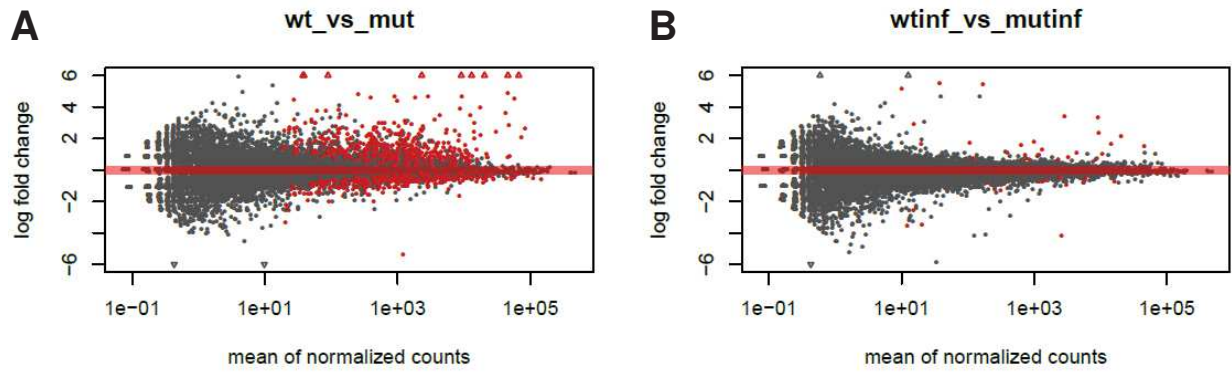 A
wt_vs_mut
log fold change
6
4
2
−2
−6
1e−01
1e+01
1e+03
1e+05
mean of normalized counts
B
wtinf_vs_mutinf
log fold change
6
4
2
−2
−6
1e−01
1e+01
1e+03
1e+05
mean of normalized counts